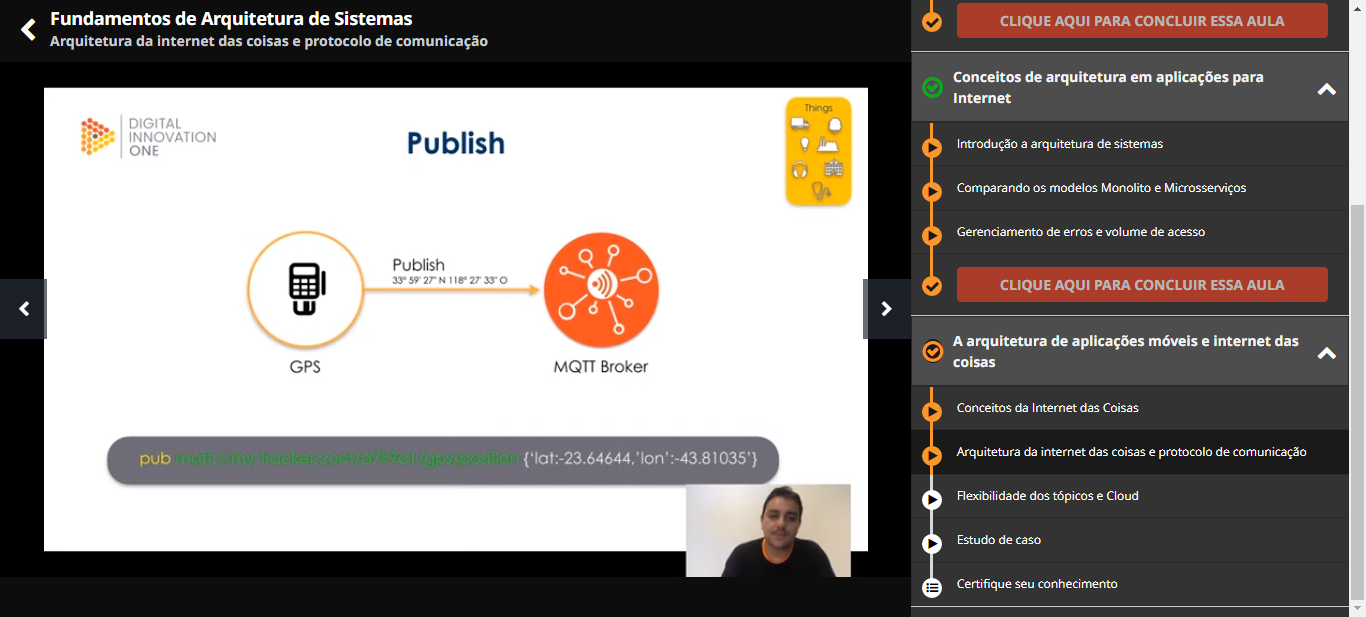 Fundamentos de Arquitetura de Sistemas
Arquitetura da internet das coisas e protocolo de comunicação
DIGITAL
INNOVATION
ONE
Publish
Things
Publish
33º 59' 27" N 118º 27' 33" O
GPS
MQTT Broker
pub mqtt://my-tracker.com/ /gps/position {'lat:-23.64644,'lon':-43.81035'}
CLIQUE AQUI PARA CONCLUIR ESSA AULA
Conceitos de arquitetura em aplicações para
Internet
Introdução a arquitetura de sistemas
Comparando os modelos Monolito e Microsserviços
Gerenciamento de erros e volume de acesso
CLIQUE AQUI PARA CONCLUIR ESSA AULA
A arquitetura de aplicações móveis e internet das
coisas
Conceitos da Internet das Coisas
Arquitetura da internet das coisas e protocolo de comunicação
Flexibilidade dos tópicos e Cloud
Estudo de caso
Certifique seu conhecimento